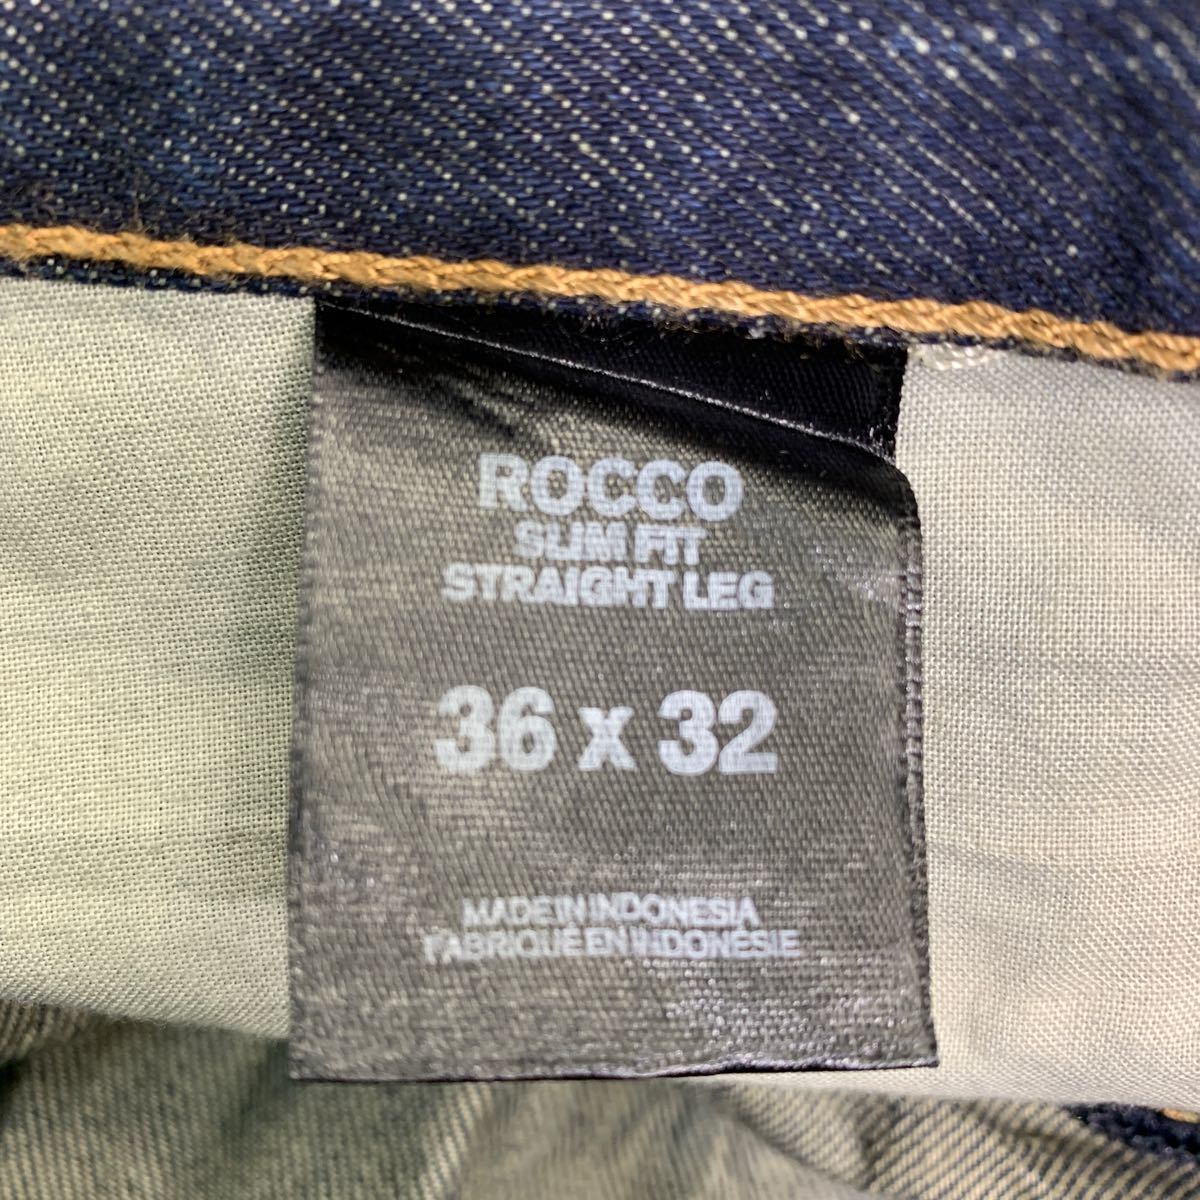 ROCCO
SLIM FIT
STRAIGHT LEG
36 x 32
MADE IN INDONESIA
FABRIQUÉ EN INDONÉSIE